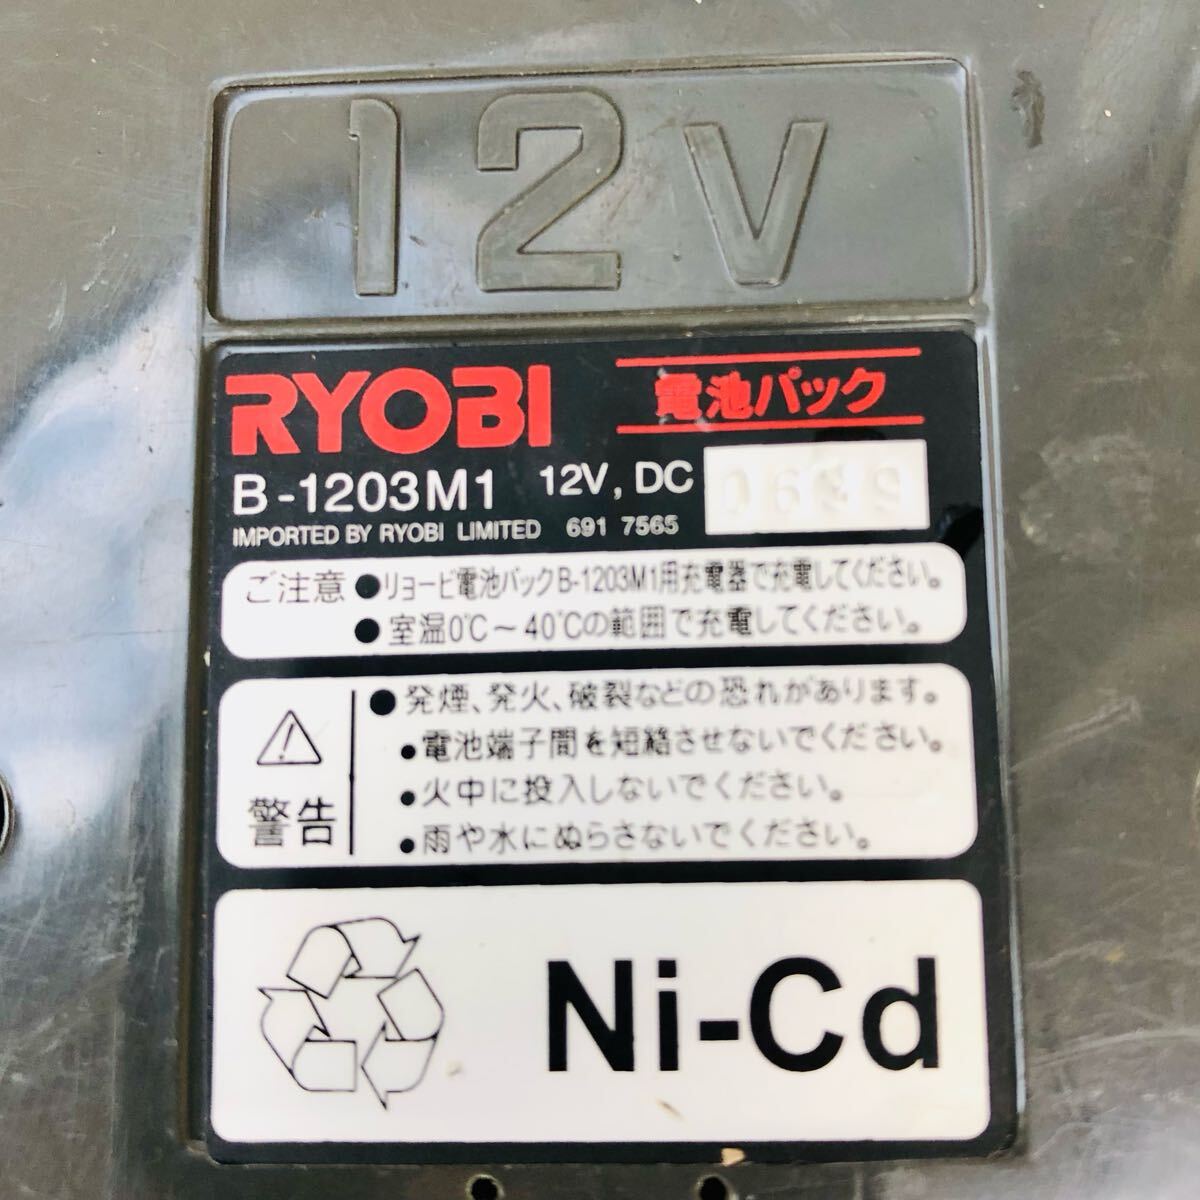 12V
RYOBI 電池パック
B-1203M1 12V, DC 0639
IMPORTED BY RYOBI LIMITED 691 7565
ご注意 ●リョービ電池パックB-1203M1用充電器で充電してください。
●室温0℃～40℃の範囲で充電してください。
警告 ●発煙、発火、破裂などの恐れがあります。
・電池端子間を短絡させないでください。
・火中に投入しないでください。
・雨や水にぬらさないでください。
Ni-Cd